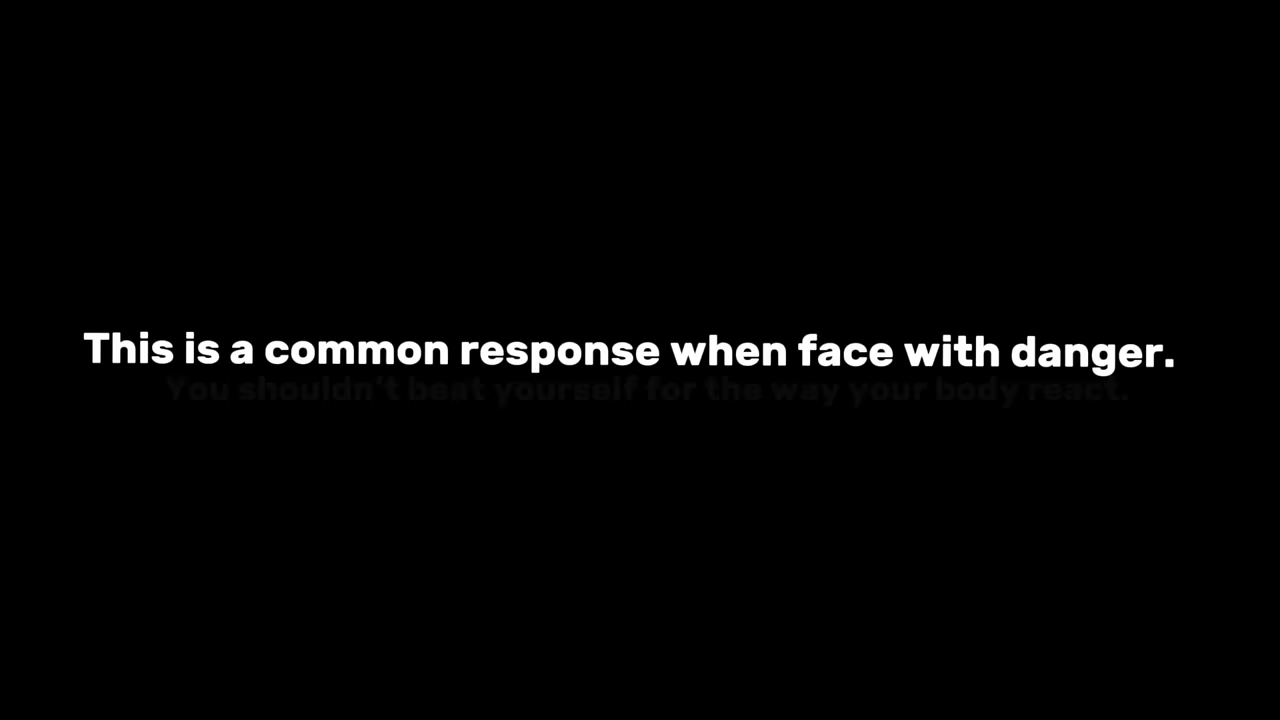 This is a common response when face with danger.
You shouldn't beat yourself for the way your body react.